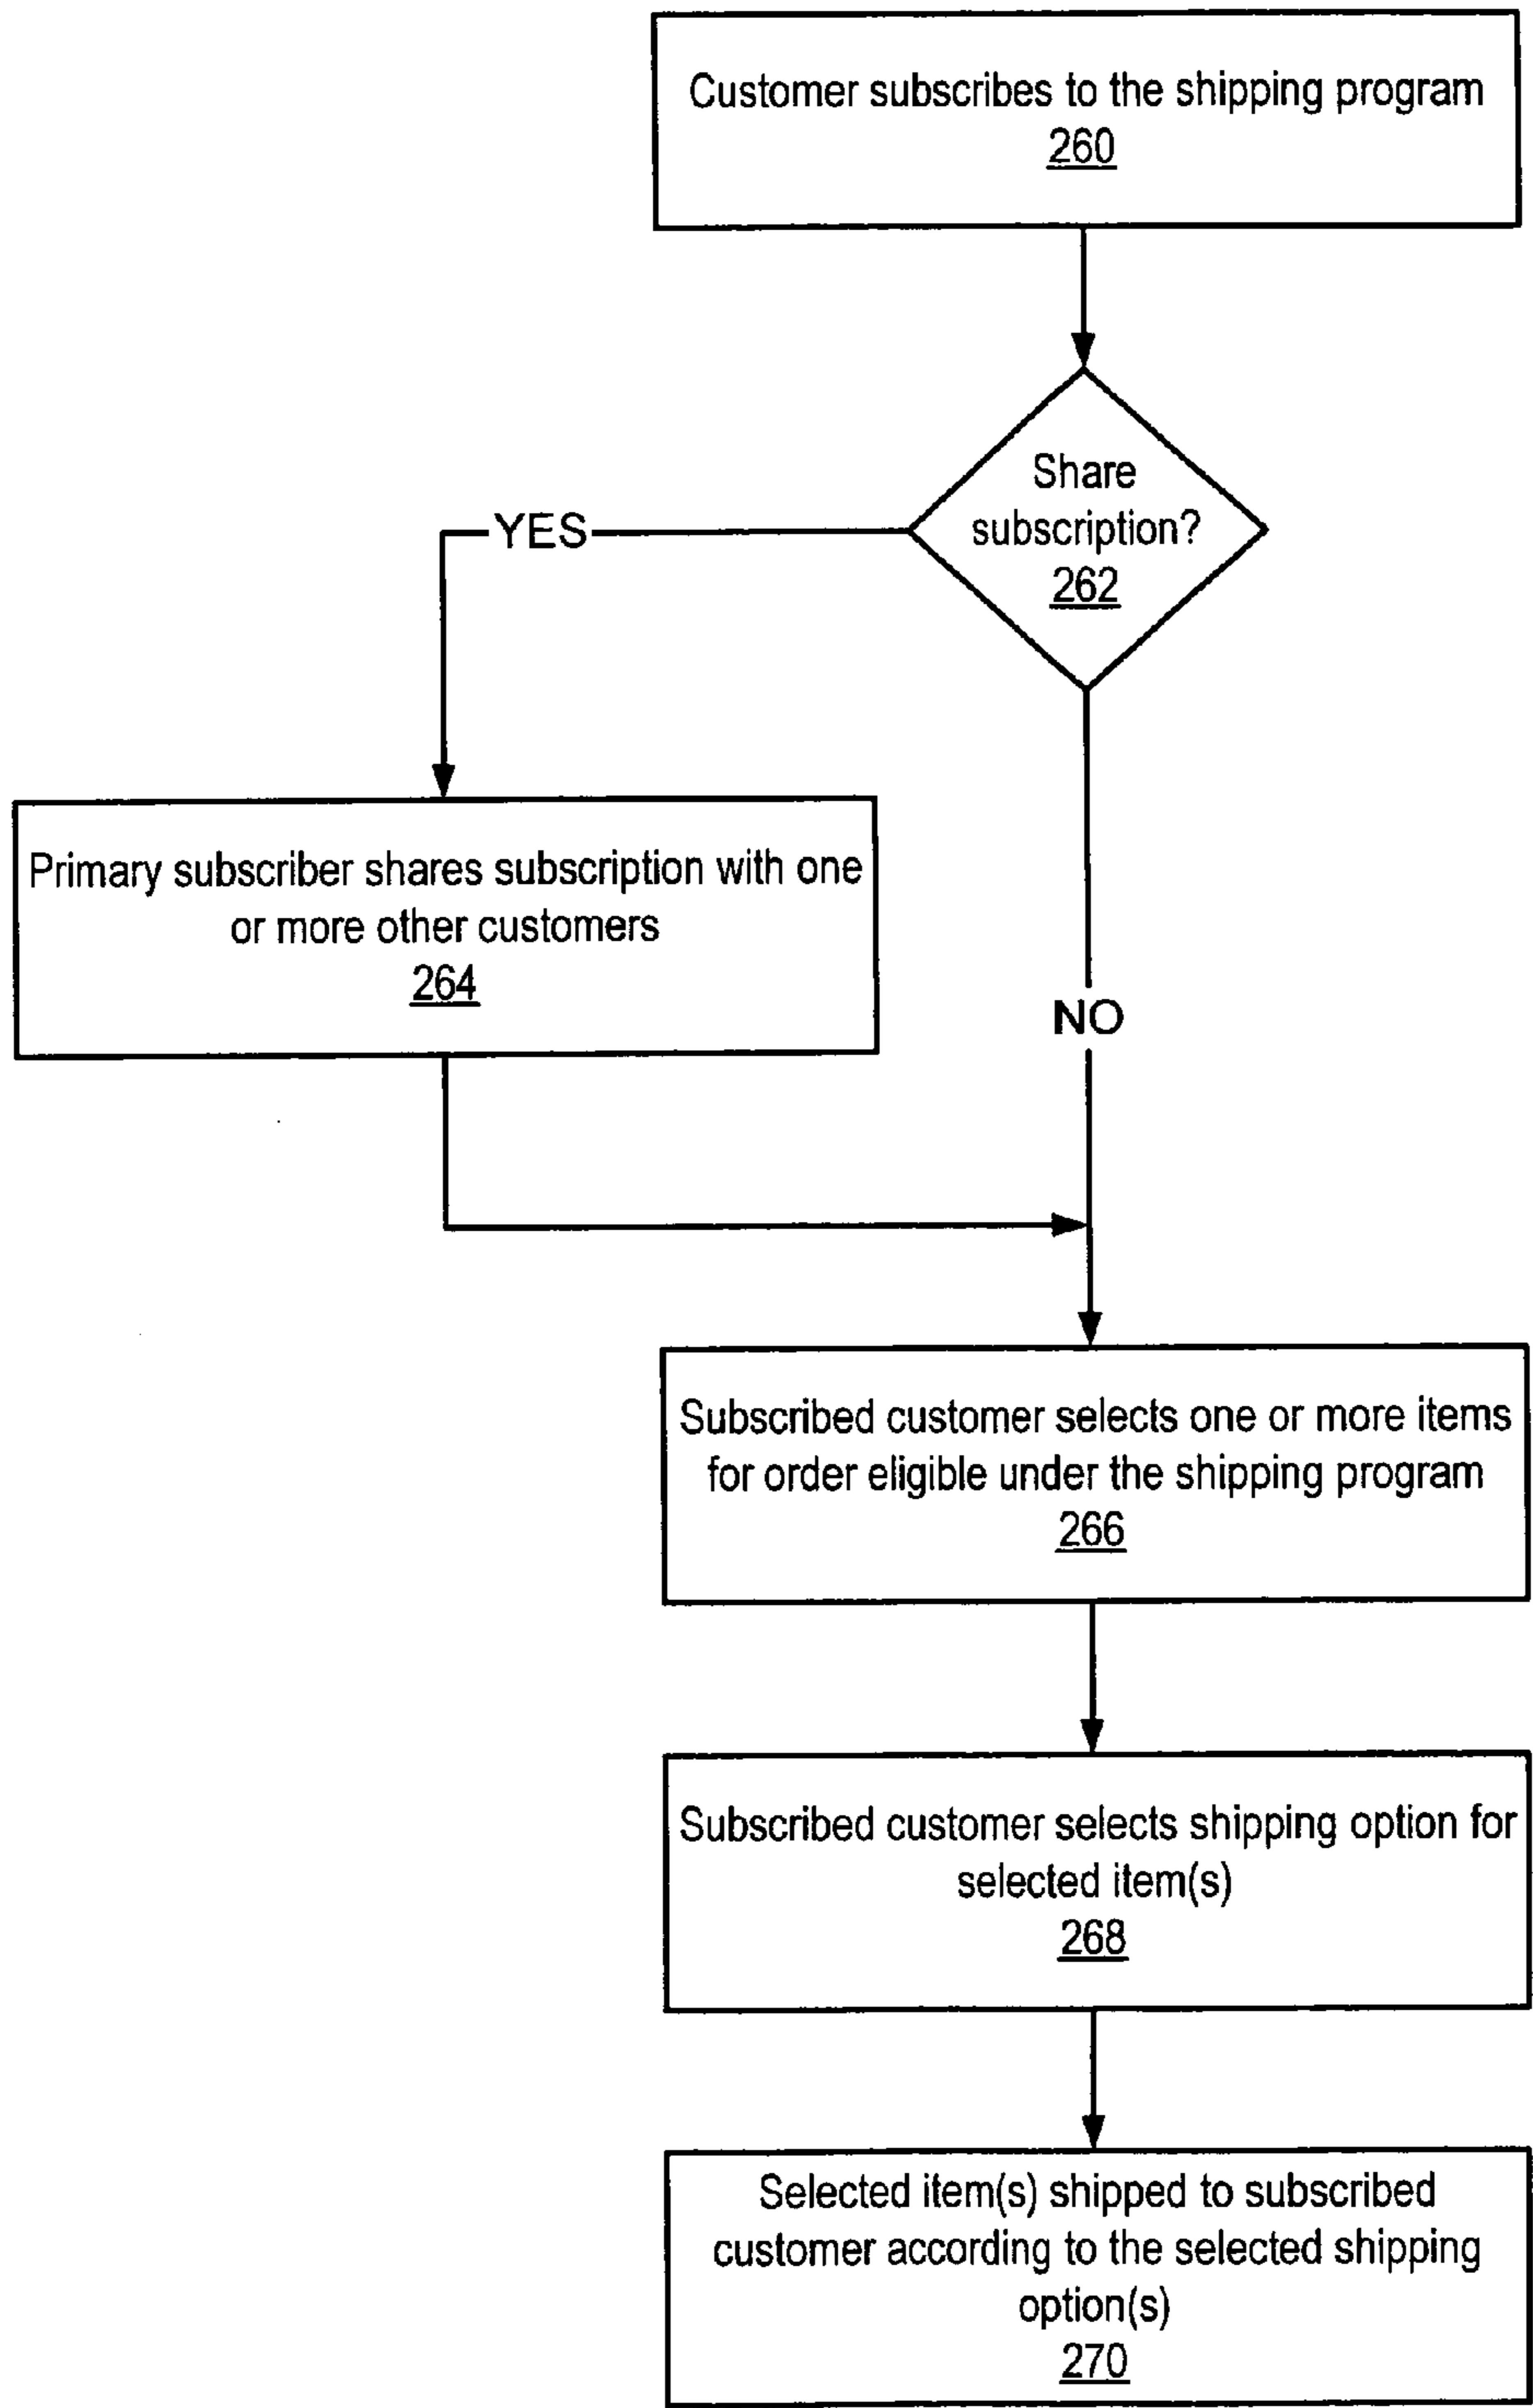 Customer subscribes to the shipping program
260
Share
subscription?
262
YES
Primary subscriber shares subscription with one
or more other customers
264
NO
Subscribed customer selects one or more items
for order eligible under the shipping program
266
Subscribed customer selects shipping option for
selected item(s)
268
Selected item(s) shipped to subscribed
customer according to the selected shipping
option(s)
270